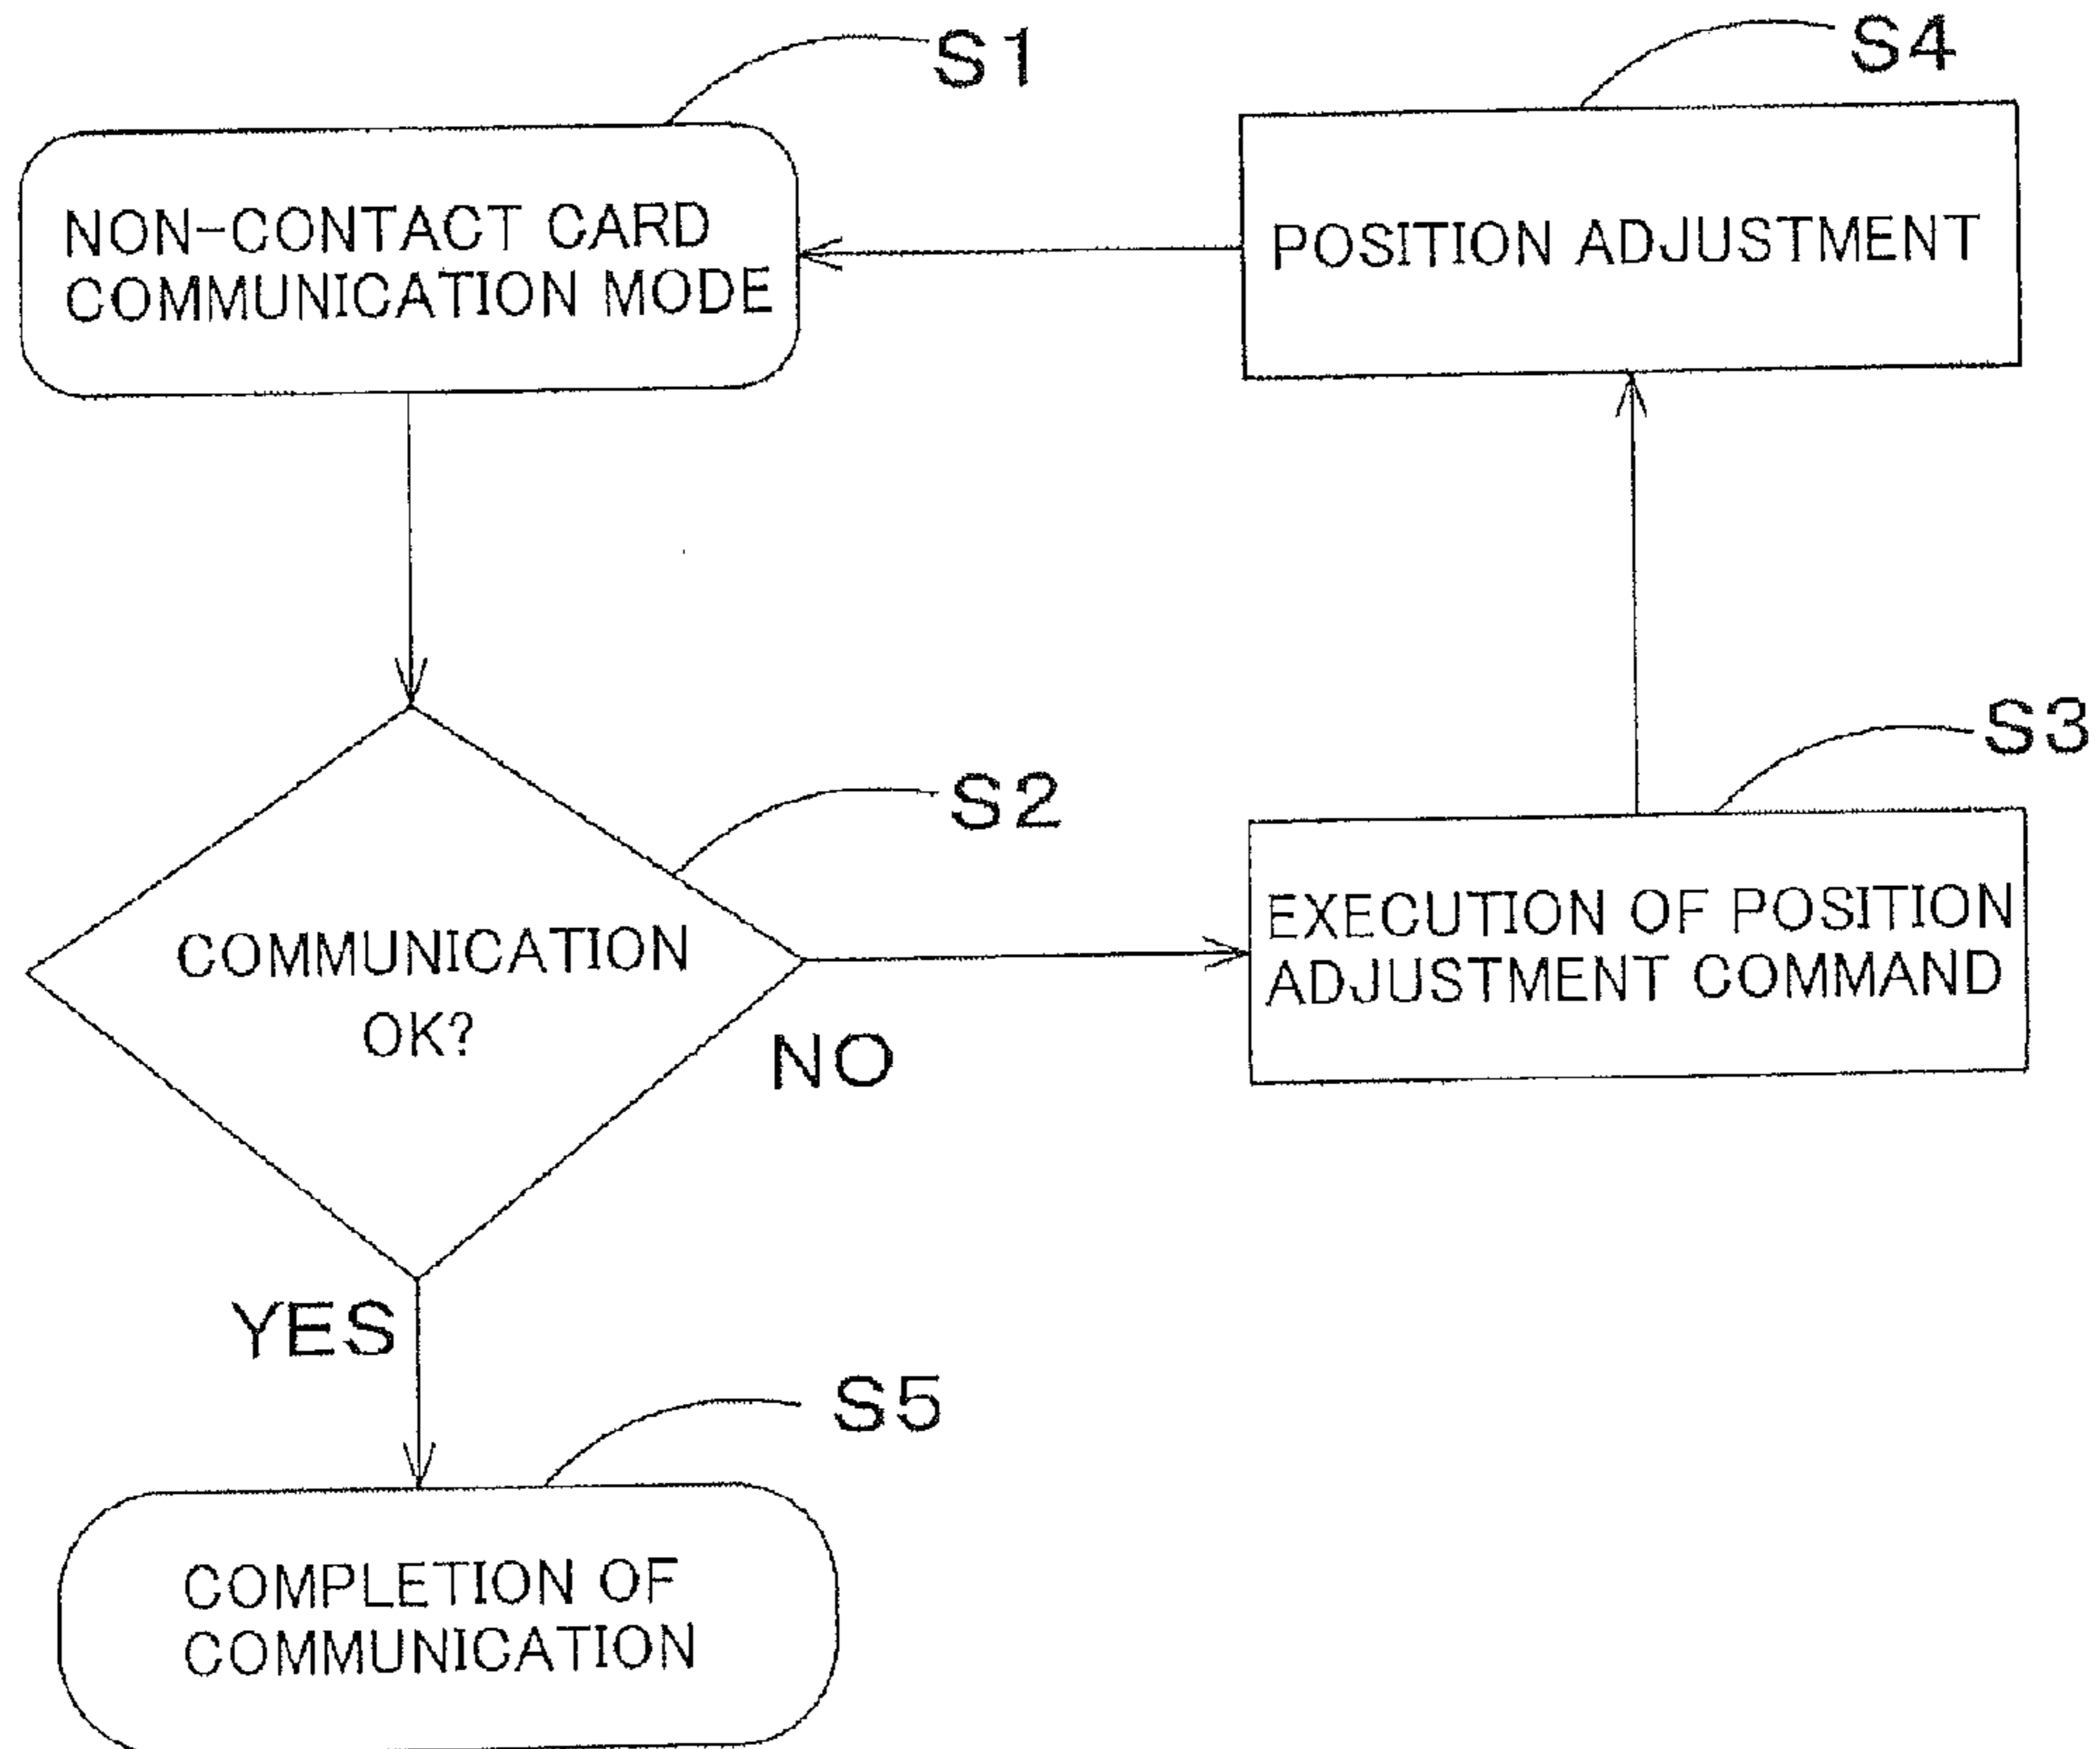 S1
NON-CONTACT CARD
COMMUNICATION MODE
S4
POSITION ADJUSTMENT
S2
COMMUNICATION
OK?
NO
YES
S3
EXECUTION OF POSITION
ADJUSTMENT COMMAND
S5
COMPLETION OF
COMMUNICATION